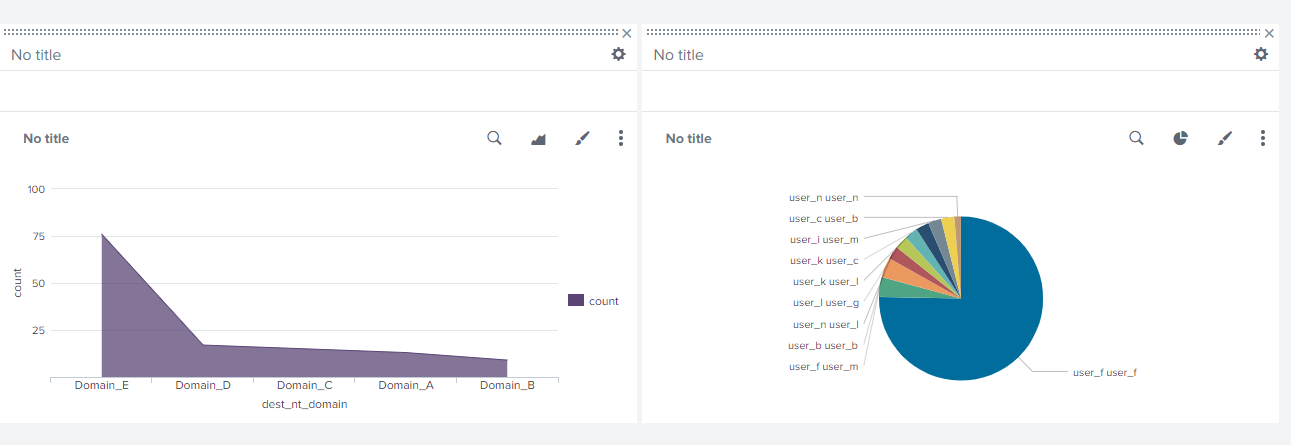 No title
No title
No title
100
75
50
25
count
count
Domain_E
Domain_D
Domain_C
Domain_A
Domain_B
dest_nt_domain
No title
user_n user_n
user_c user_b
user_i user_m
user_k user_c
user_k user_l
user_l user_g
user_n user_l
user_b user_b
user_f user_m
user_f user_f